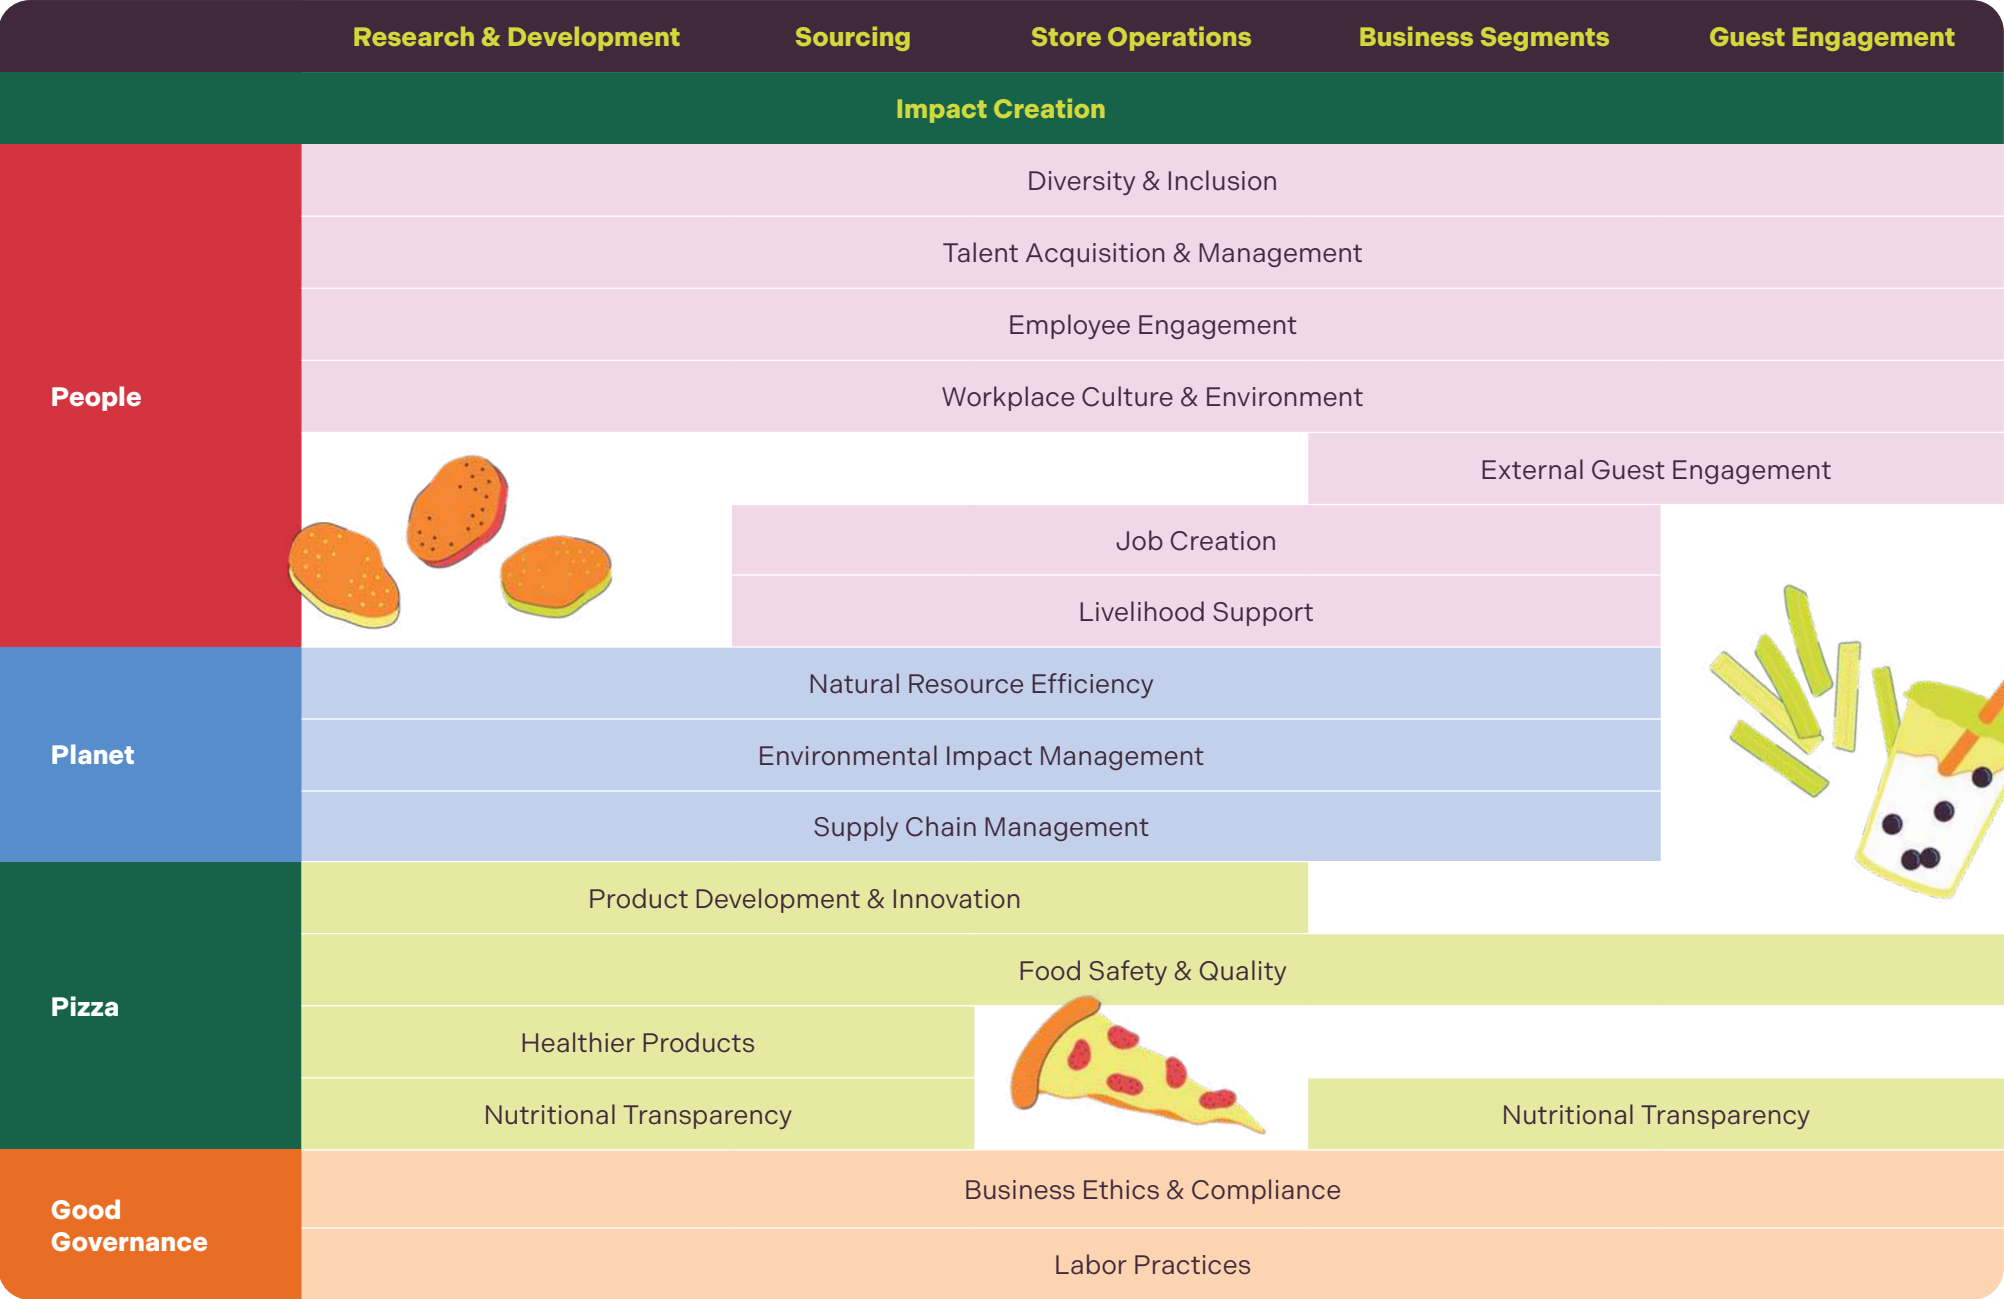 Research & Development Sourcing Store Operations Business Segments Guest Engagement
Impact Creation
People
Diversity & Inclusion
Talent Acquisition & Management
Employee Engagement
Workplace Culture & Environment
External Guest Engagement
Job Creation
Livelihood Support
Planet
Natural Resource Efficiency
Environmental Impact Management
Supply Chain Management
Pizza
Product Development & Innovation
Food Safety & Quality
Healthier Products
Nutritional Transparency Nutritional Transparency
Good
Governance
Business Ethics & Compliance
Labor Practices